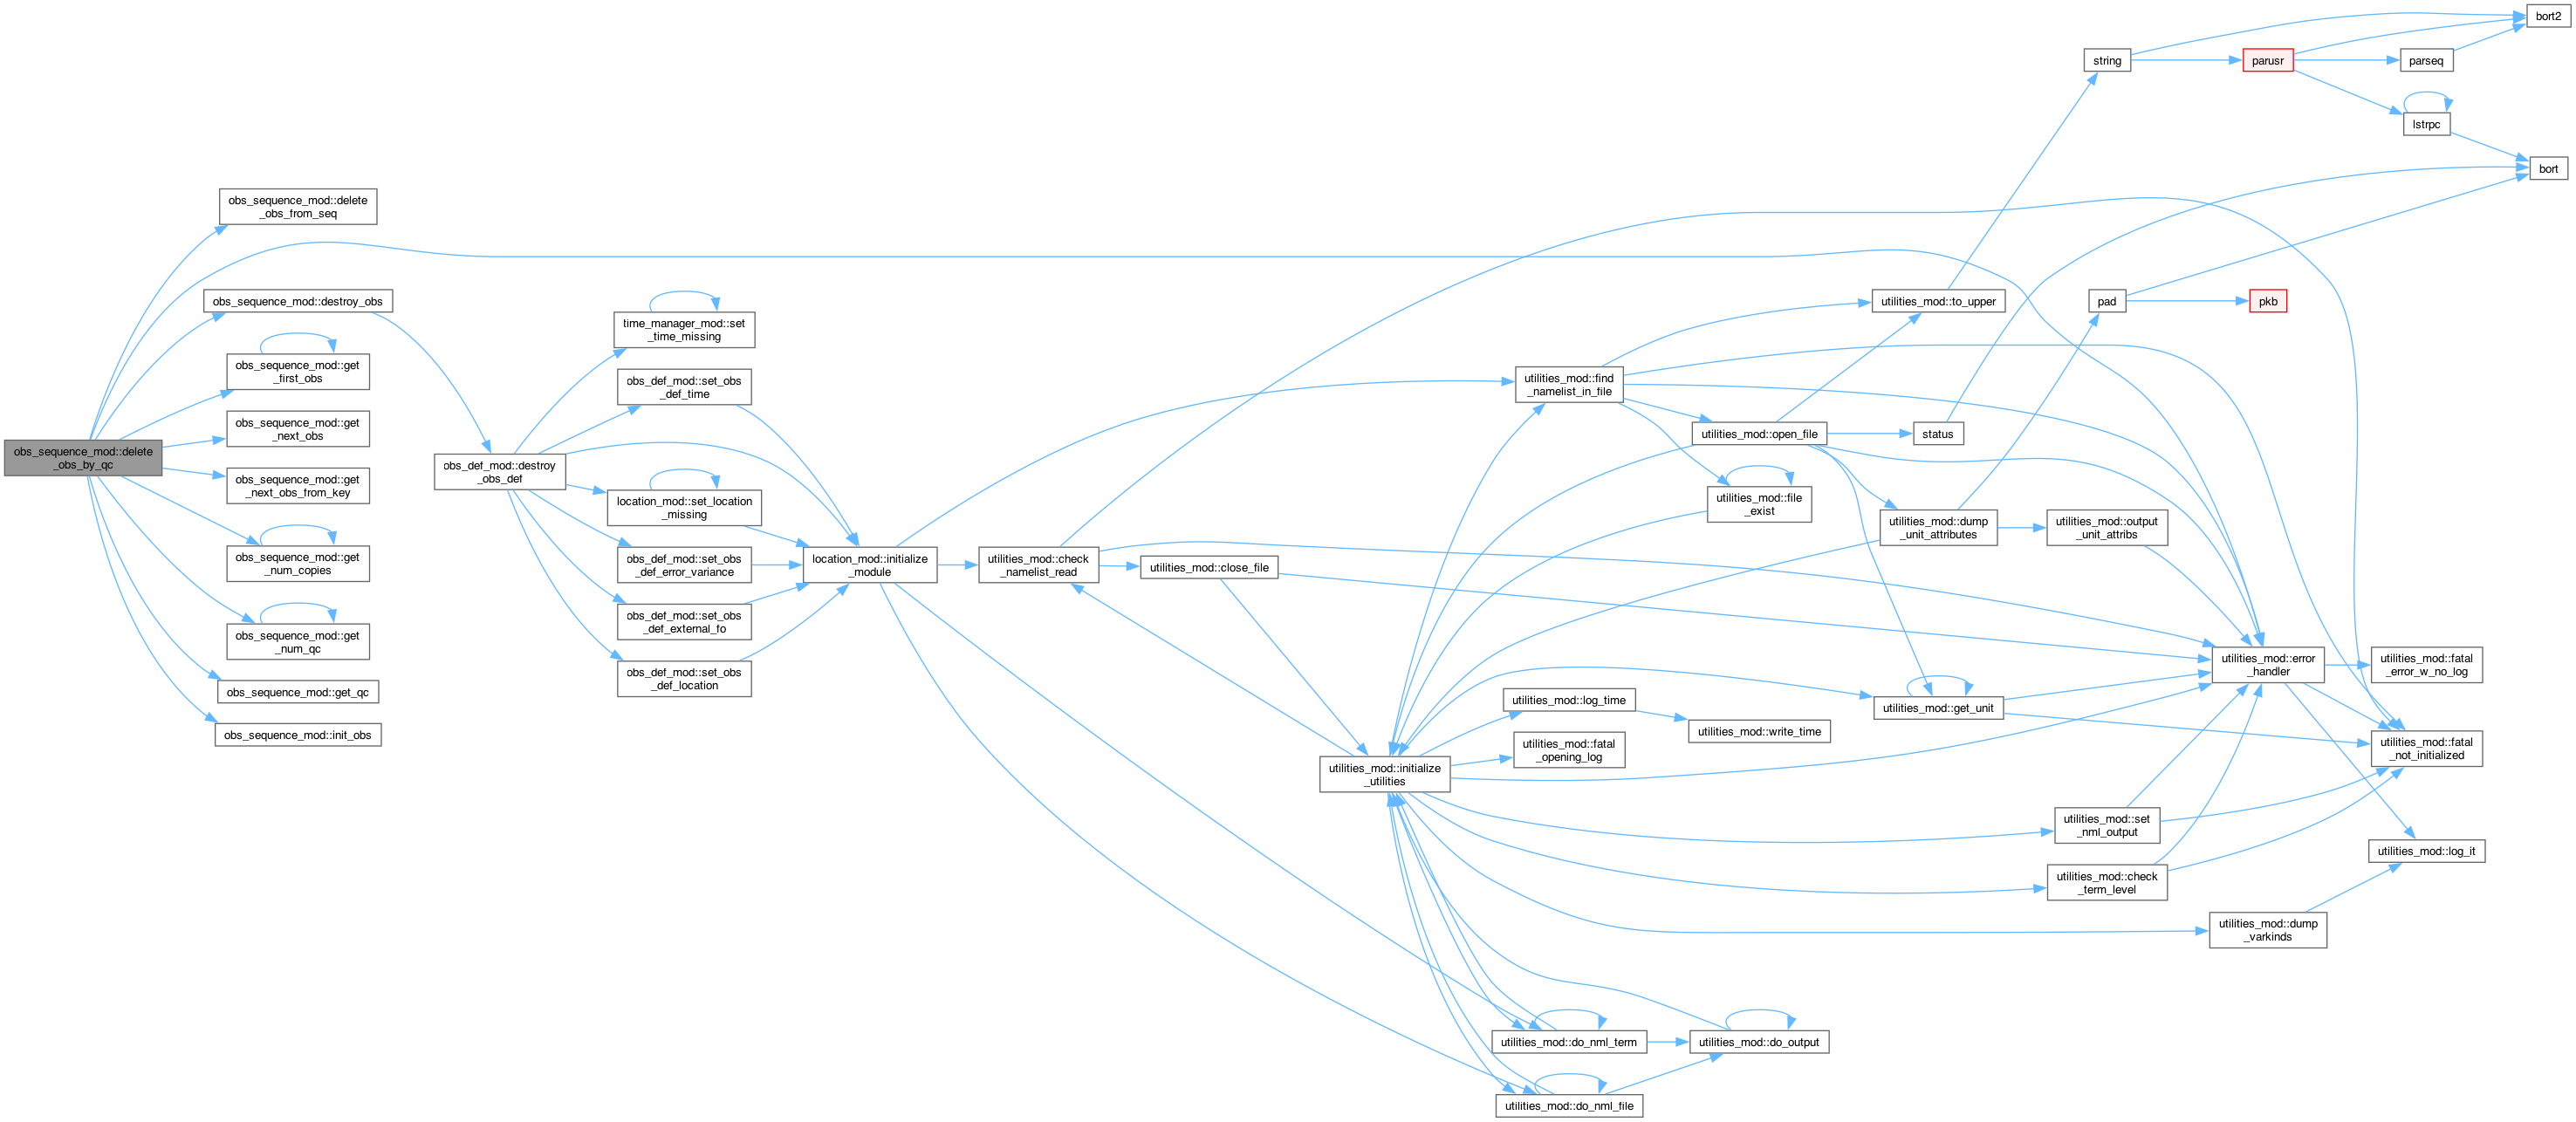 obs_sequence_mod::delete
_obs_by_qc
obs_sequence_mod::delete
_obs_from_seq
obs_sequence_mod::destroy_obs
obs_sequence_mod::get
_first_obs
obs_sequence_mod::get
_next_obs
obs_sequence_mod::get
_next_obs_from_key
obs_sequence_mod::get
_num_copies
obs_sequence_mod::get
_num_qc
obs_sequence_mod::get_qc
obs_sequence_mod::init_obs
obs_def_mod::destroy
_obs_def
time_manager_mod::set
_time_missing
obs_def_mod::set_obs
_def_time
location_mod::set_location
_missing
obs_def_mod::set_obs
_def_error_variance
obs_def_mod::set_obs
_def_external_fo
obs_def_mod::set_obs
_def_location
location_mod::initialize
_module
utilities_mod::check
_namelist_read
utilities_mod::close_file
utilities_mod::initialize
_utilities
utilities_mod::find
_namelist_in_file
utilities_mod::log_time
utilities_mod::fatal
_opening_log
utilities_mod::do_nml_term
utilities_mod::do_nml_file
utilities_mod::open_file
utilities_mod::file
_exist
utilities_mod::write_time
utilities_mod::do_output
utilities_mod::to_upper
status
utilities_mod::dump
_unit_attributes
utilities_mod::get_unit
string
pad
utilities_mod::output
_unit_attribs
utilities_mod::set
_nml_output
utilities_mod::check
_term_level
parusr
pkb
utilities_mod::error
_handler
utilities_mod::dump
_varkinds
parseq
lstrpc
utilities_mod::fatal
_error_w_no_log
utilities_mod::fatal
_not_initialized
utilities_mod::log_it
bort2
bort